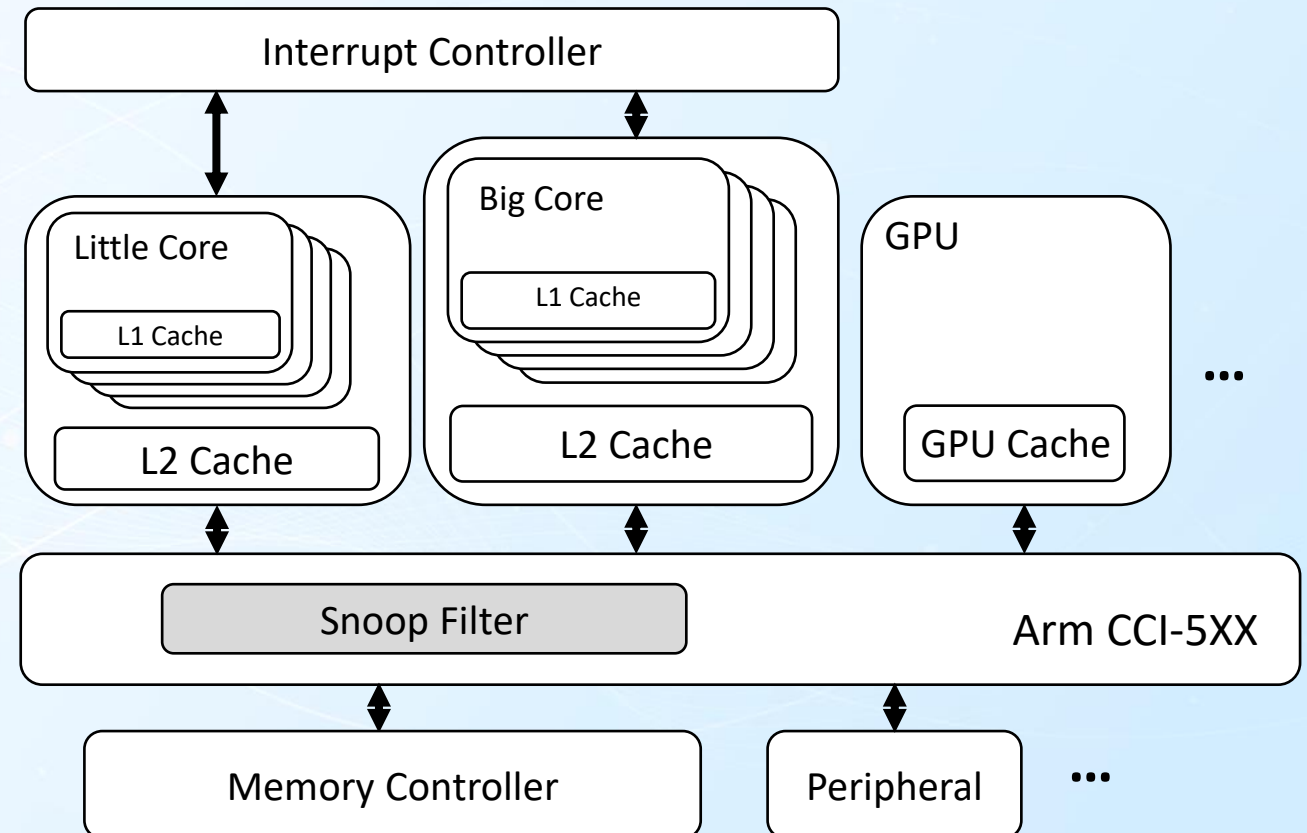 Interrupt Controller
Big Core
Little Core
GPU
L1 Cache
L1 Cache
...
L2 Cache
L2 Cache
GPU Cache
Snoop Filter
Arm CCI-5XX
Memory Controller
Peripheral
...